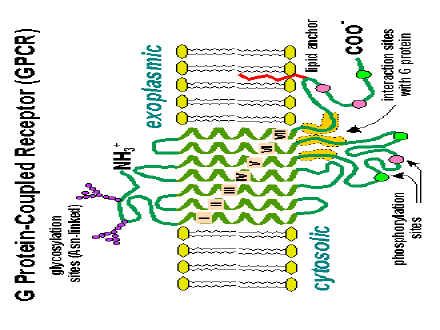 G Protein-Coupled Receptor (GPCR)
glycosylation
sites (Asn-linked)
NH3+
exoplasmic
I
II
III
IV
V
VI
VII
cytosolic
lipid anchor
COO-
interaction sites
with G protein
phosphorylation
sites